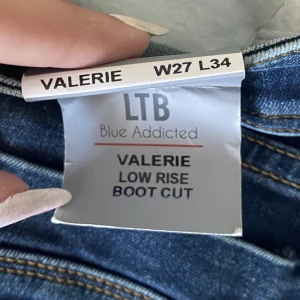 VALERIE W27 L34
LTB
Blue Addicted
VALERIE
LOW RISE
BOOT CUT